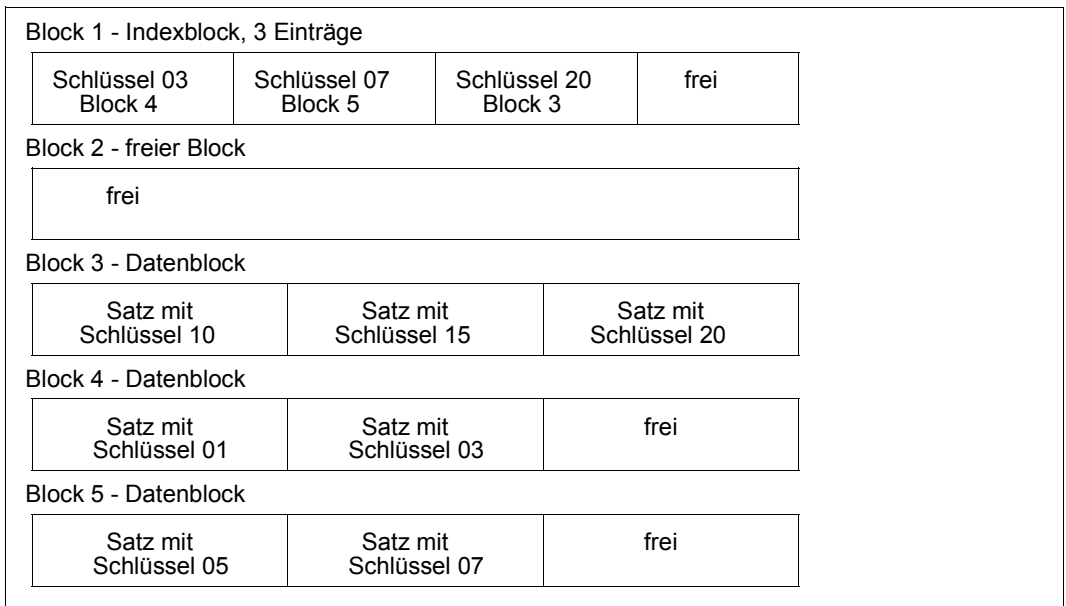 Block 1 - Indexblock, 3 Einträge
Schlüssel 03 Schlüssel 07 Schlüssel 20 frei
Block 4 Block 5 Block 3
Block 2 - freier Block
frei
Block 3 - Datenblock
Satz mit Satz mit Satz mit
Schlüssel 10 Schlüssel 15 Schlüssel 20
Block 4 - Datenblock
Satz mit Satz mit frei
Schlüssel 01 Schlüssel 03
Block 5 - Datenblock
Satz mit Satz mit frei
Schlüssel 05 Schlüssel 07